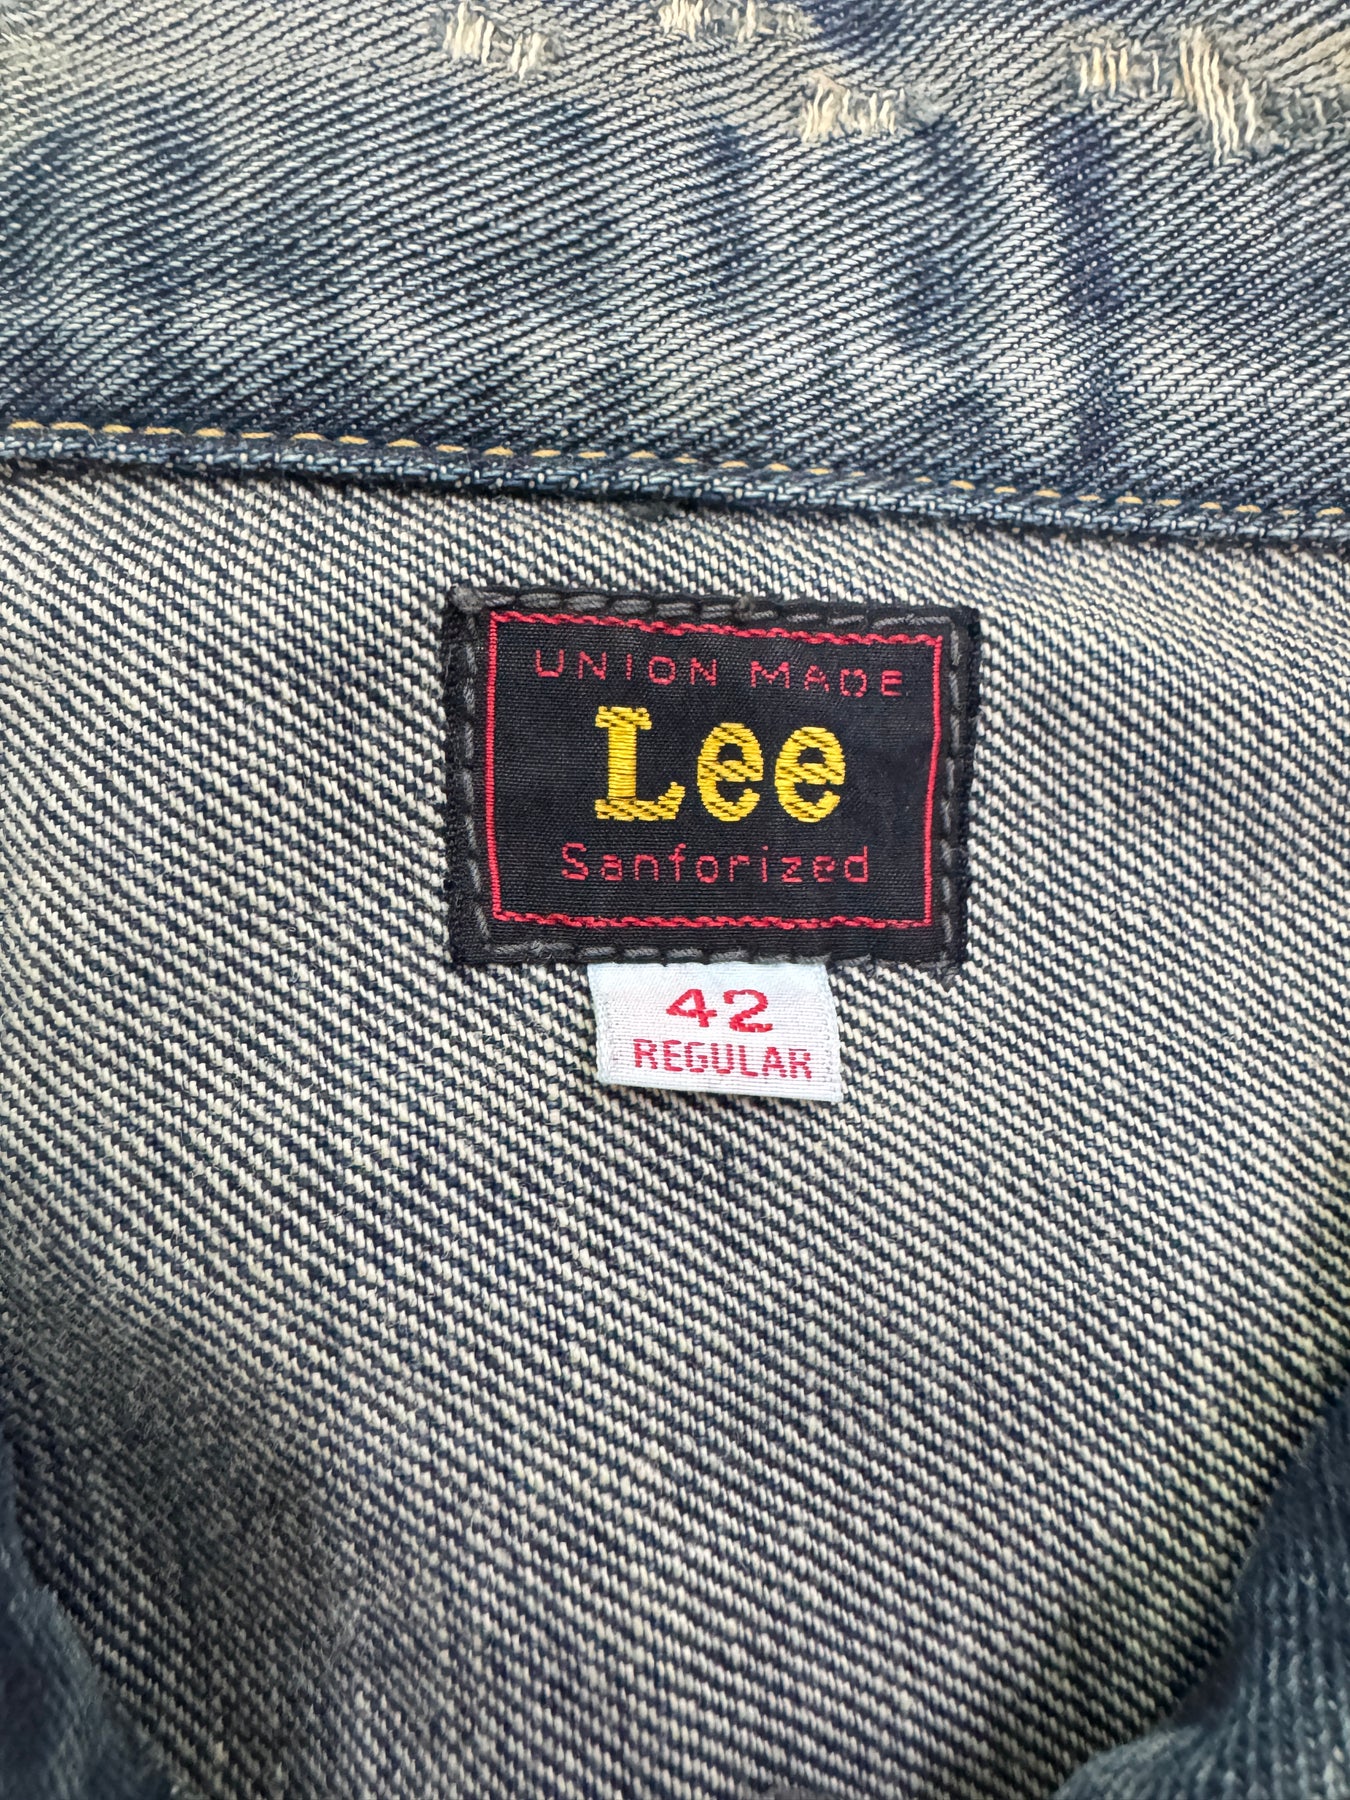 UNION MADE
Lee
Sanforized
42
REGULAR